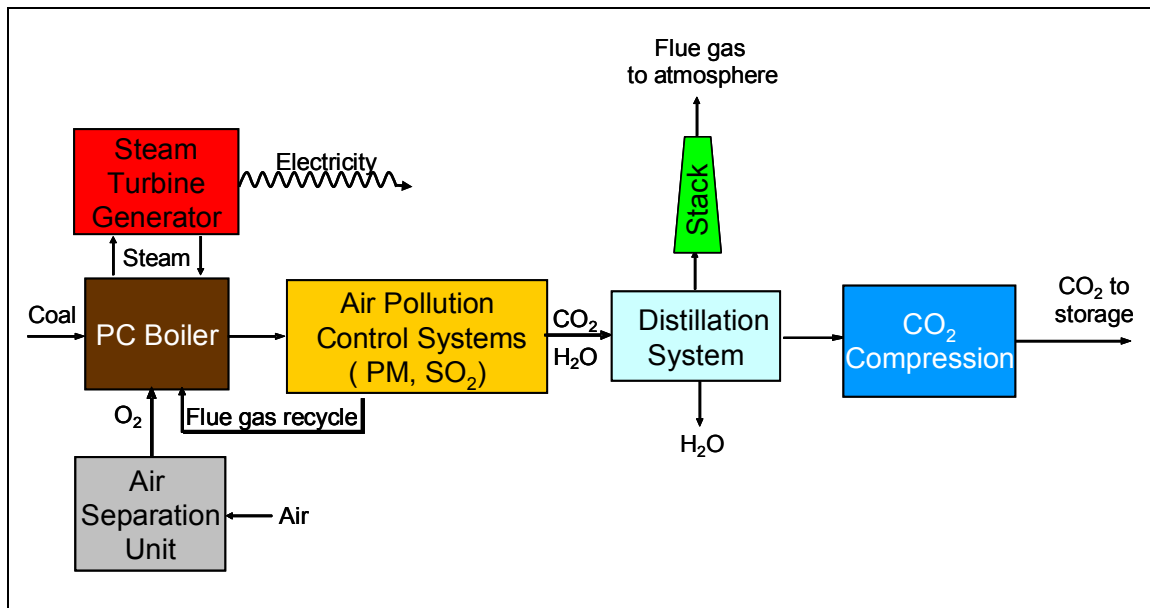 Flue gas
to atmosphere
Steam
Turbine
Generator
Electricity
Stack
Steam
Coal
PC Boiler
Air Pollution
Control Systems
( PM, SO₂)
CO₂
H₂O
Distillation
System
CO₂
Compression
CO₂ to
storage
O₂
Flue gas recycle
H₂O
Air
Separation
Unit
Air